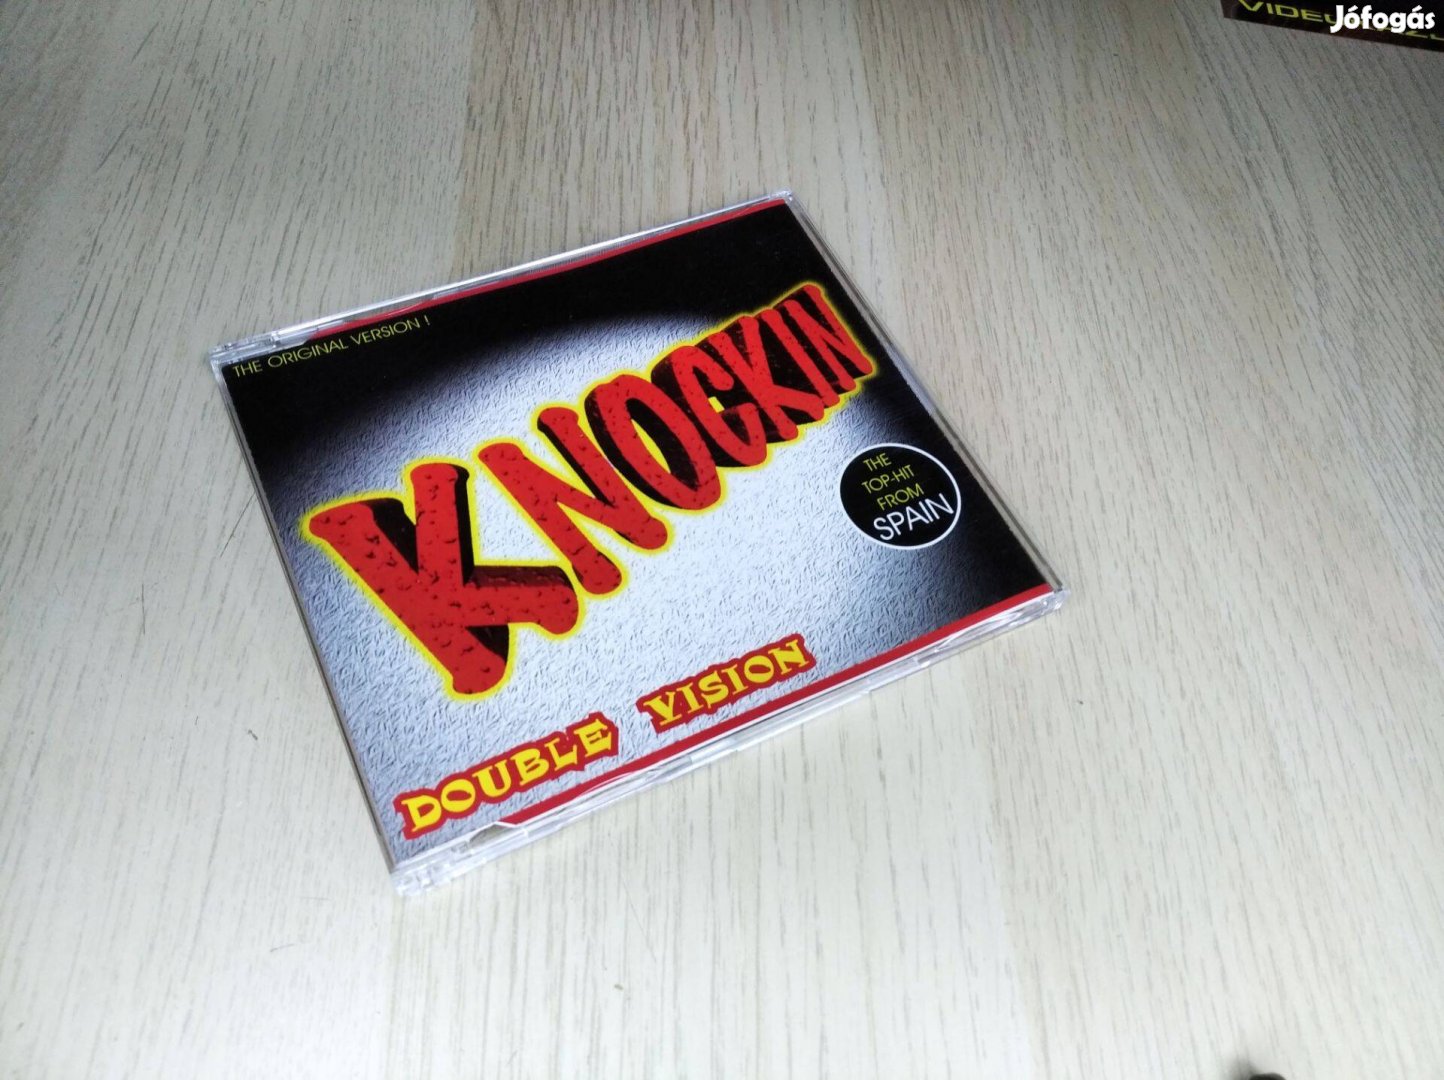 Jófogás
THE ORIGINAL VERSION !
KNOCKIN
THE
TOP-HIT
FROM
SPAIN
DOUBLE VISION